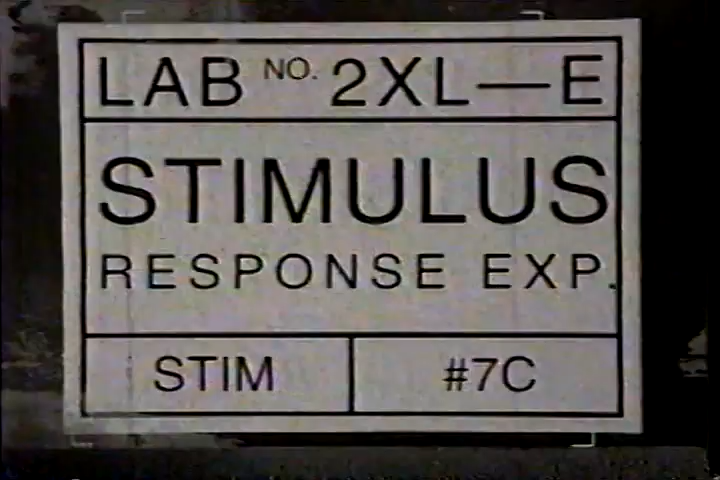 LAB NO. 2XL—E
STIMULUS
RESPONSE EXP.
STIM #7C